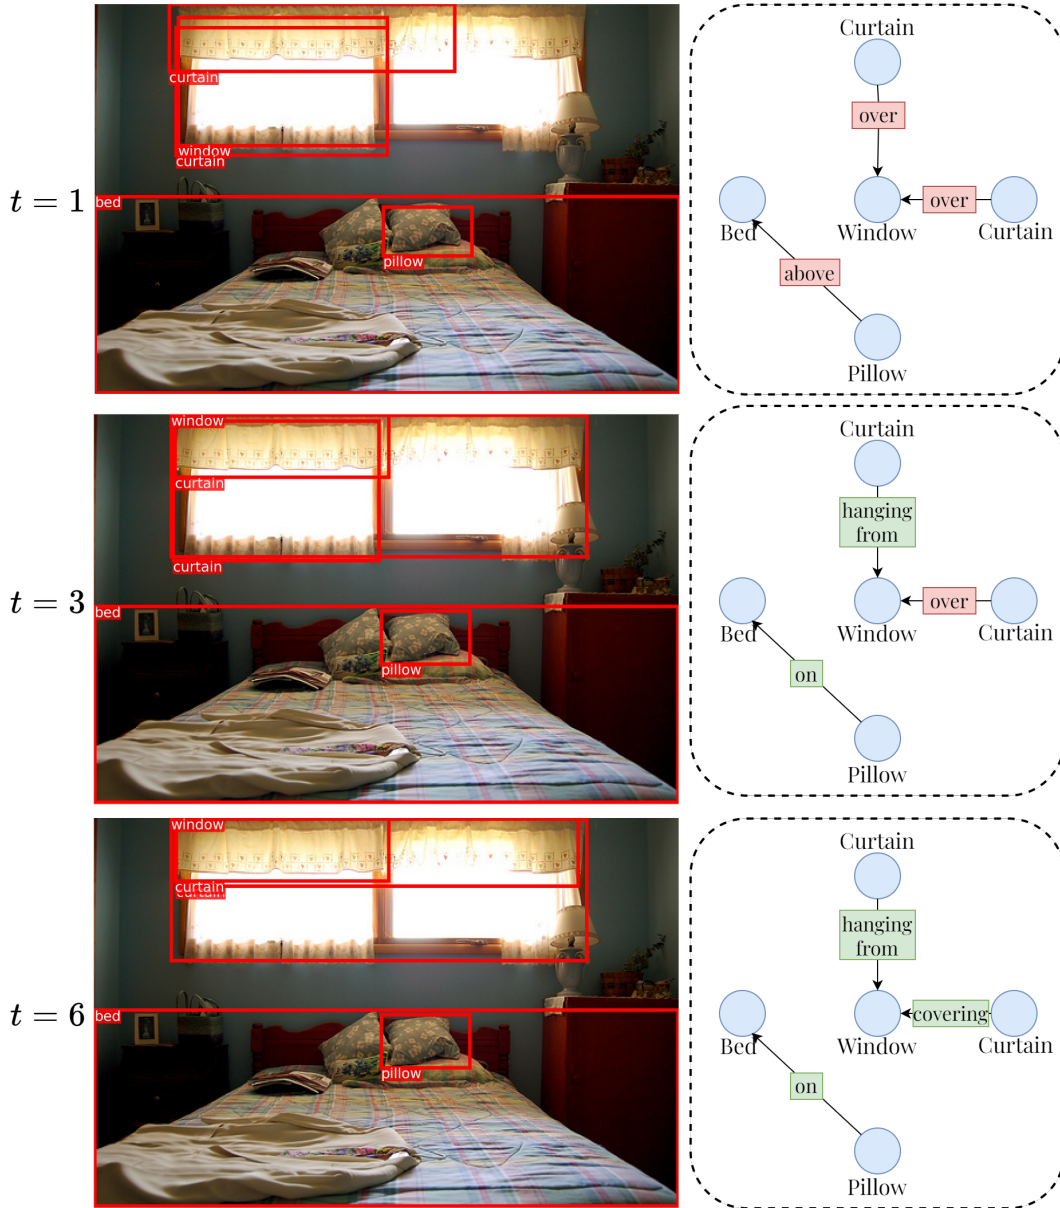 t = 1
curtain
window
curtain
bed
pillow
Curtain
over
over
Bed
Window
Curtain
above
Pillow
t = 3
window
curtain
curtain
bed
pillow
Curtain
hanging
from
over
Bed
Window
Curtain
on
Pillow
t = 6
window
curtain
curtain
bed
pillow
Curtain
hanging
from
covering
Bed
Window
Curtain
on
Pillow